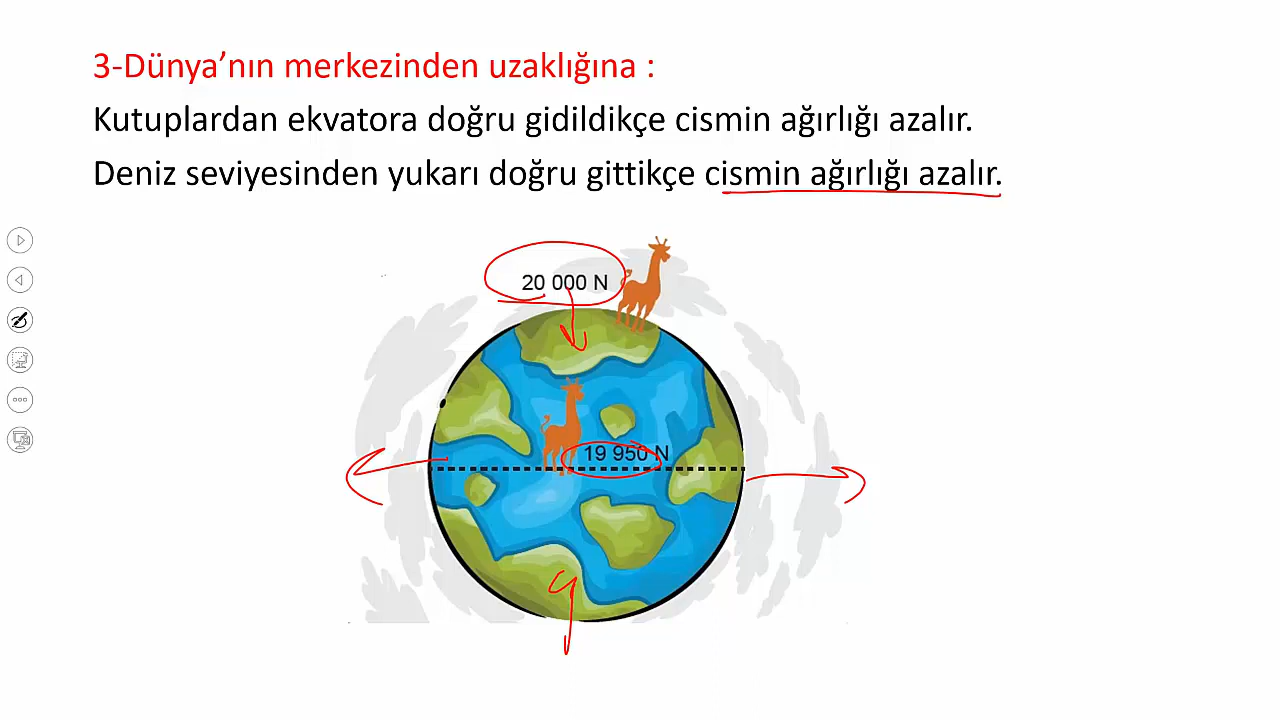 3-Dünya’nın merkezinden uzaklığına :
Kutuplardan ekvatora doğru gidildikçe cismin ağırlığı azalır.
Deniz seviyesinden yukarı doğru gittikçe cismin ağırlığı azalır.
20 000 N
19 950 N